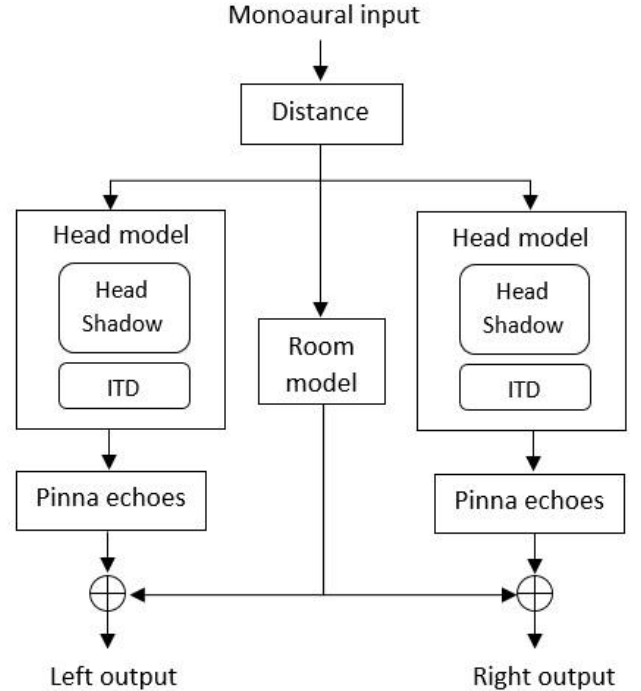 Monoaural input
Distance
Head model
Head
Shadow
ITD
Pinna echoes
Room
model
Head model
Head
Shadow
ITD
Pinna echoes
Left output
Right output